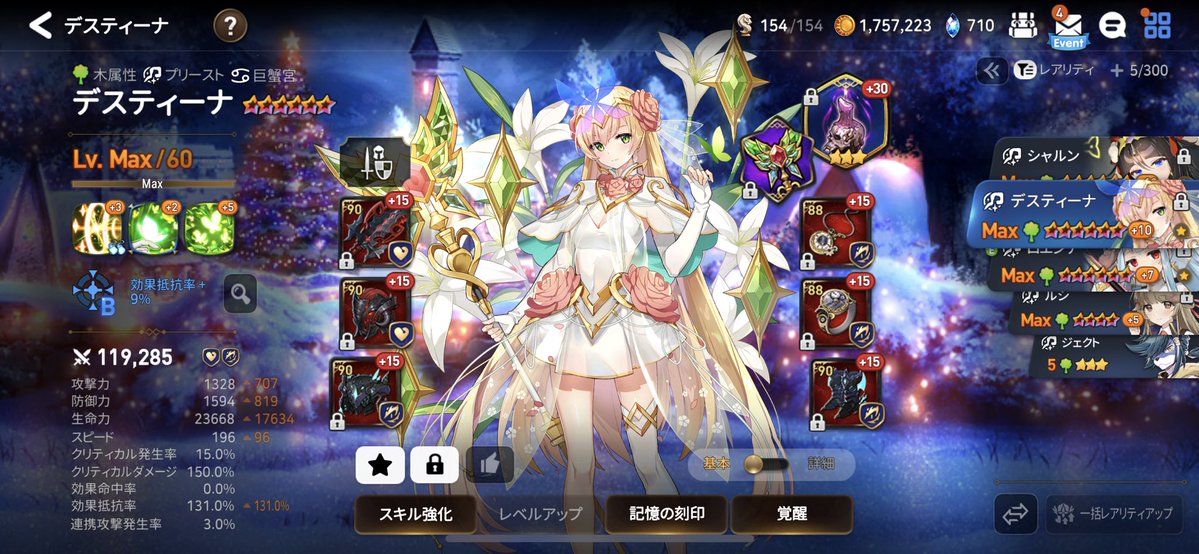 デスティーナ
?
154/154
1,757,223
710
4
Event
木属性 プリースト 巨蟹宮
デスティーナ
Lv. Max/60
Max
+3
+2
+5
B
効果抵抗率+
9%
119,285
攻撃力 1328 707
防御力 1594 819
生命力 23668 17634
スピード 196 96
クリティカル発生率 15.0%
クリティカルダメージ 150.0%
効果命中率 0.0%
効果抵抗率 131.0% 131.0%
連携攻撃発生率 3.0%
90 +15
90 +15
90 +15
+30
88 +15
88 +15
90 +15
基本 詳細
スキル強化
レベルアップ
記憶の刻印
覚醒
レアリティ + 5/300
シャルン
デスティーナ
Max +10
Max +7
ルン
Max +5
ジェクト
5
一括レアリティアップ